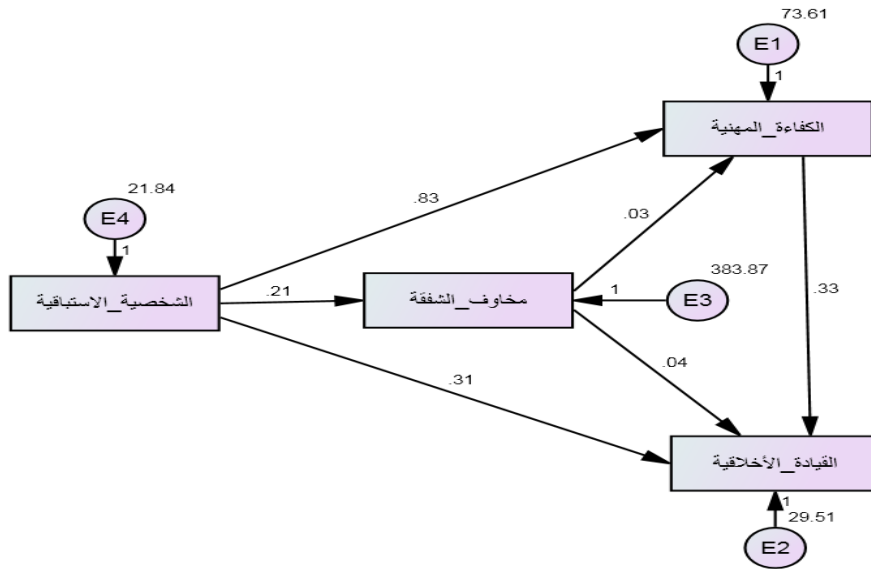 73.61
E1
1
الكفاءة_المهنية
.83
.03
21.84
E4
1
الشخصية_الاستباقية
.21
مخاوف_الشفقة
383.87
1
E3
.33
.31
.04
القيادة_الأخلاقية
1
29.51
E2